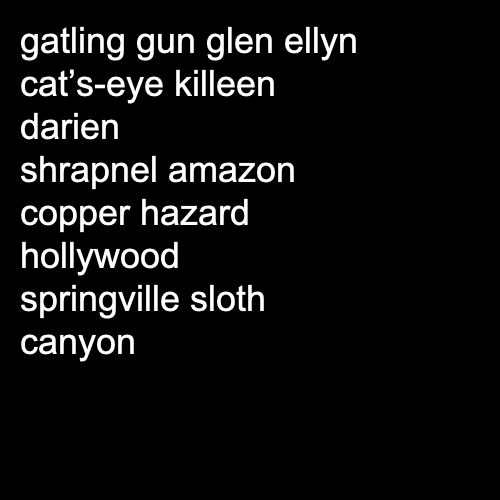 gatling gun glen ellyn
cat’s-eye killeen
darien
shrapnel amazon
copper hazard
hollywood
springville sloth
canyon